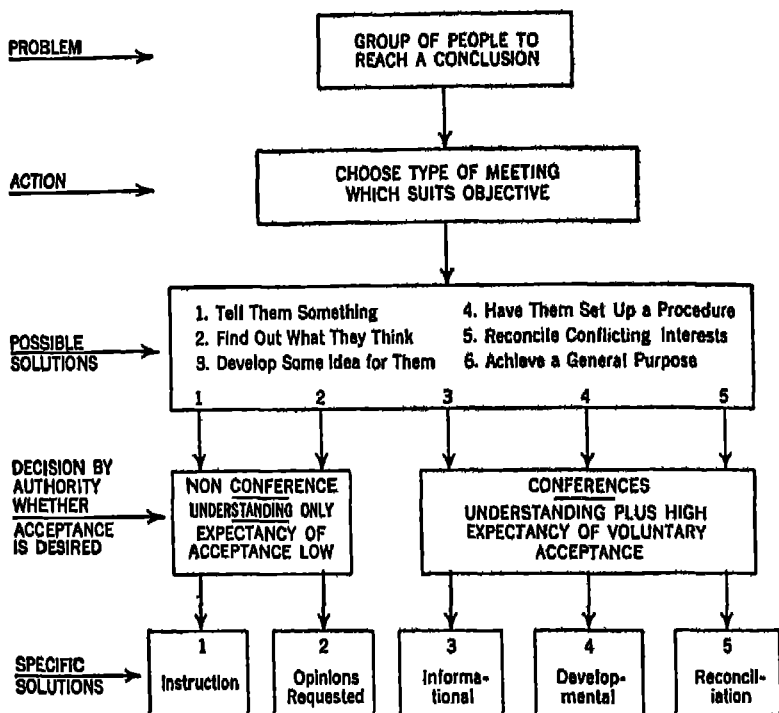 PROBLEM
GROUP OF PEOPLE TO
REACH A CONCLUSION
ACTION
CHOOSE TYPE OF MEETING
WHICH SUITS OBJECTIVE
POSSIBLE
SOLUTIONS
1. Tell Them Something
2. Find Out What They Think
3. Develop Some Idea for Them
4. Have Them Set Up a Procedure
5. Reconcile Conflicting Interests
6. Achieve a General Purpose
1 2 3 4 5
DECISION BY
AUTHORITY
WHETHER
ACCEPTANCE
IS DESIRED
NON CONFERENCE
UNDERSTANDING ONLY
EXPECTANCY OF
ACCEPTANCE LOW
CONFERENCES
UNDERSTANDING PLUS HIGH
EXPECTANCY OF VOLUNTARY
ACCEPTANCE
SPECIFIC
SOLUTIONS
1
Instruction
2
Opinions
Requested
3
Informa-
tional
4
Develop-
mental
5
Reconcil-
iation